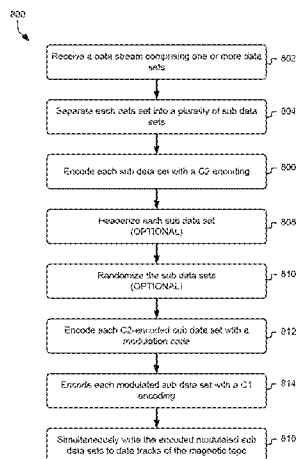 800
Receive a data stream comprising one or more data
sets
802
Separate each data set into a plurality of sub data
sets
804
Encode each sub data set with a C2 encoding
806
Headerize each sub data set
(OPTIONAL)
808
Randomize the sub data sets
(OPTIONAL)
810
Encode each C2-encoded sub data set with a
modulation code
812
Encode each modulated sub data set with a C1
encoding
814
Simultaneously write the encoded modulated sub
data sets to data tracks of the magnetic tape
816